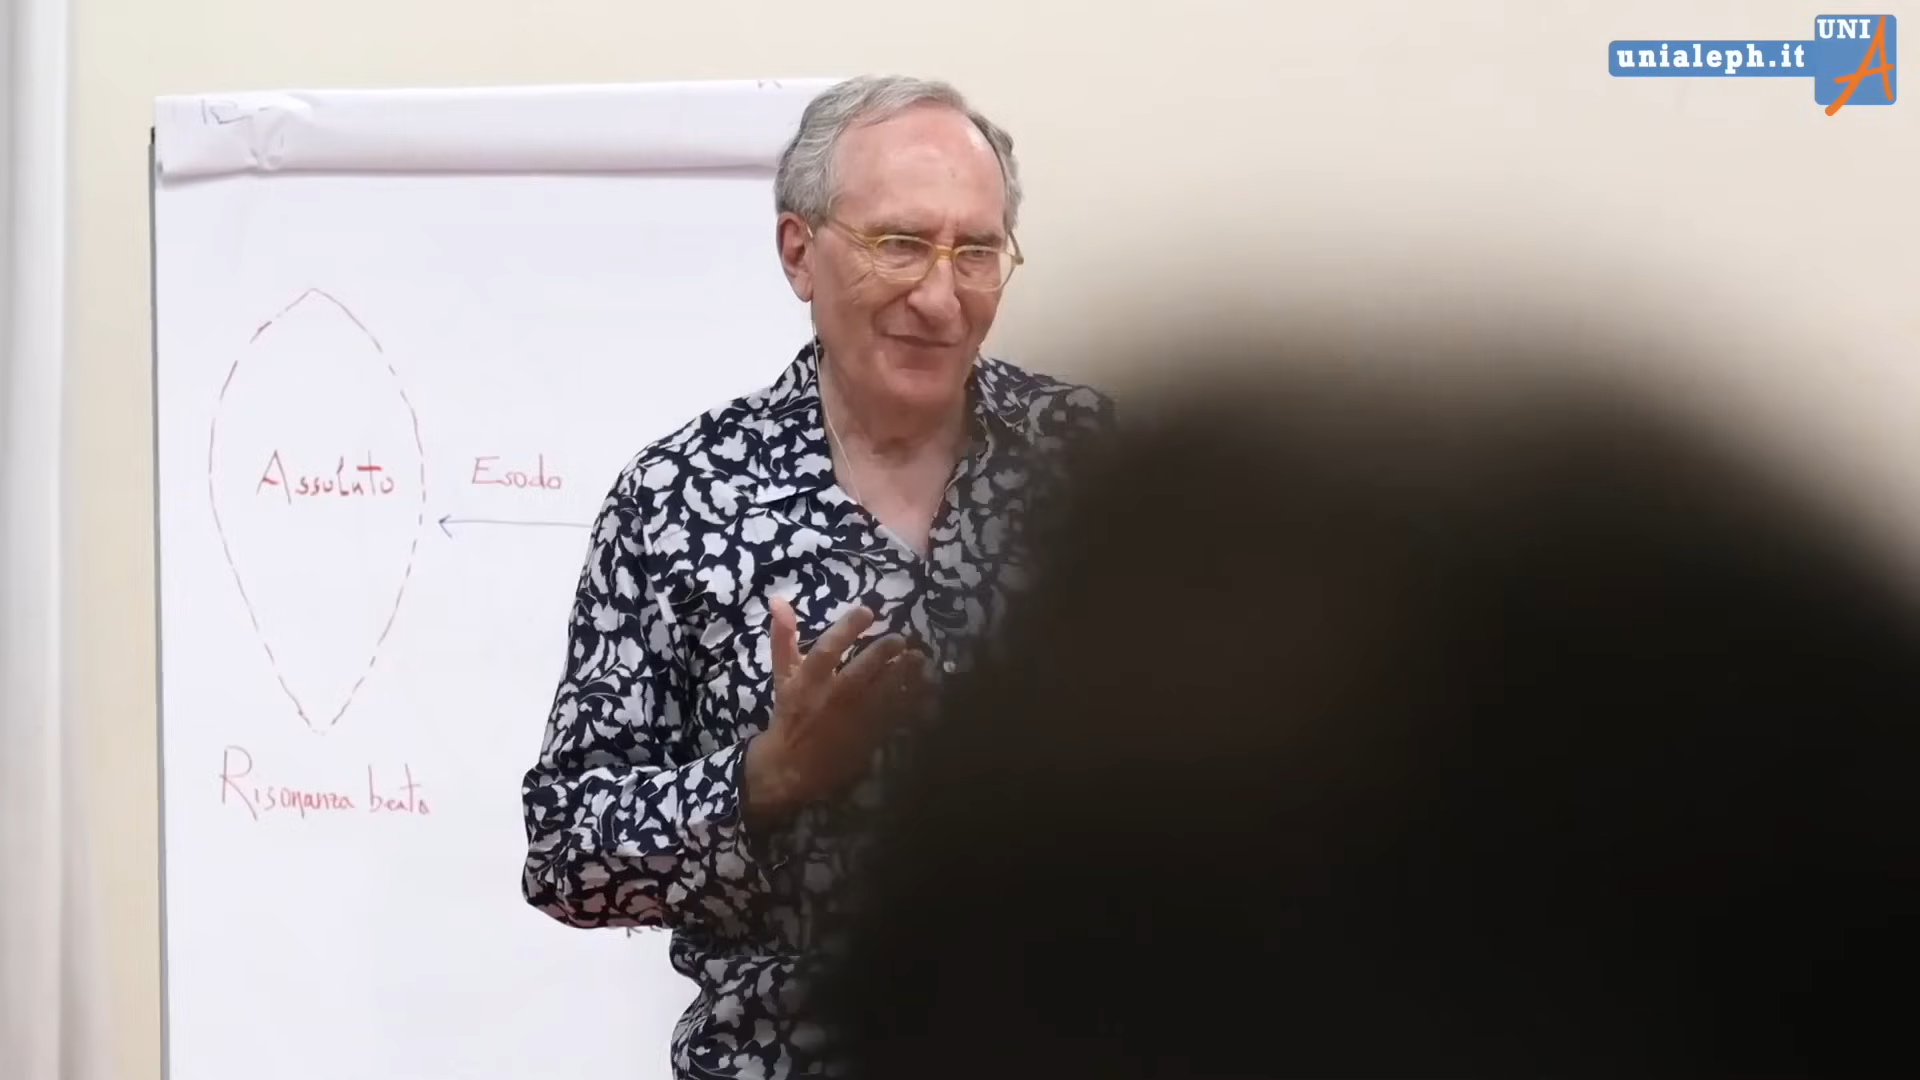 UNI
unialeph.it
A
Assoluto
Esodo
Risonanza beata